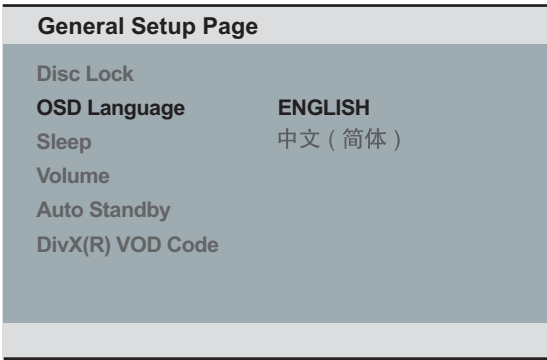 General Setup Page
Disc Lock
OSD Language ENGLISH
Sleep 中文 ( 简体 )
Volume
Auto Standby
DivX(R) VOD Code